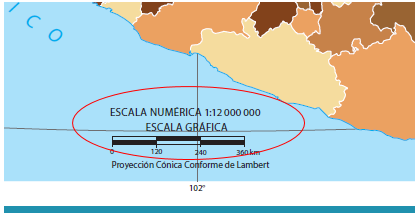 I C O
ESCALA NUMÉRICA 1:12 000 000
ESCALA GRÁFICA
0 120 240 360 km
Proyección Cónica Conforme de Lambert
102°